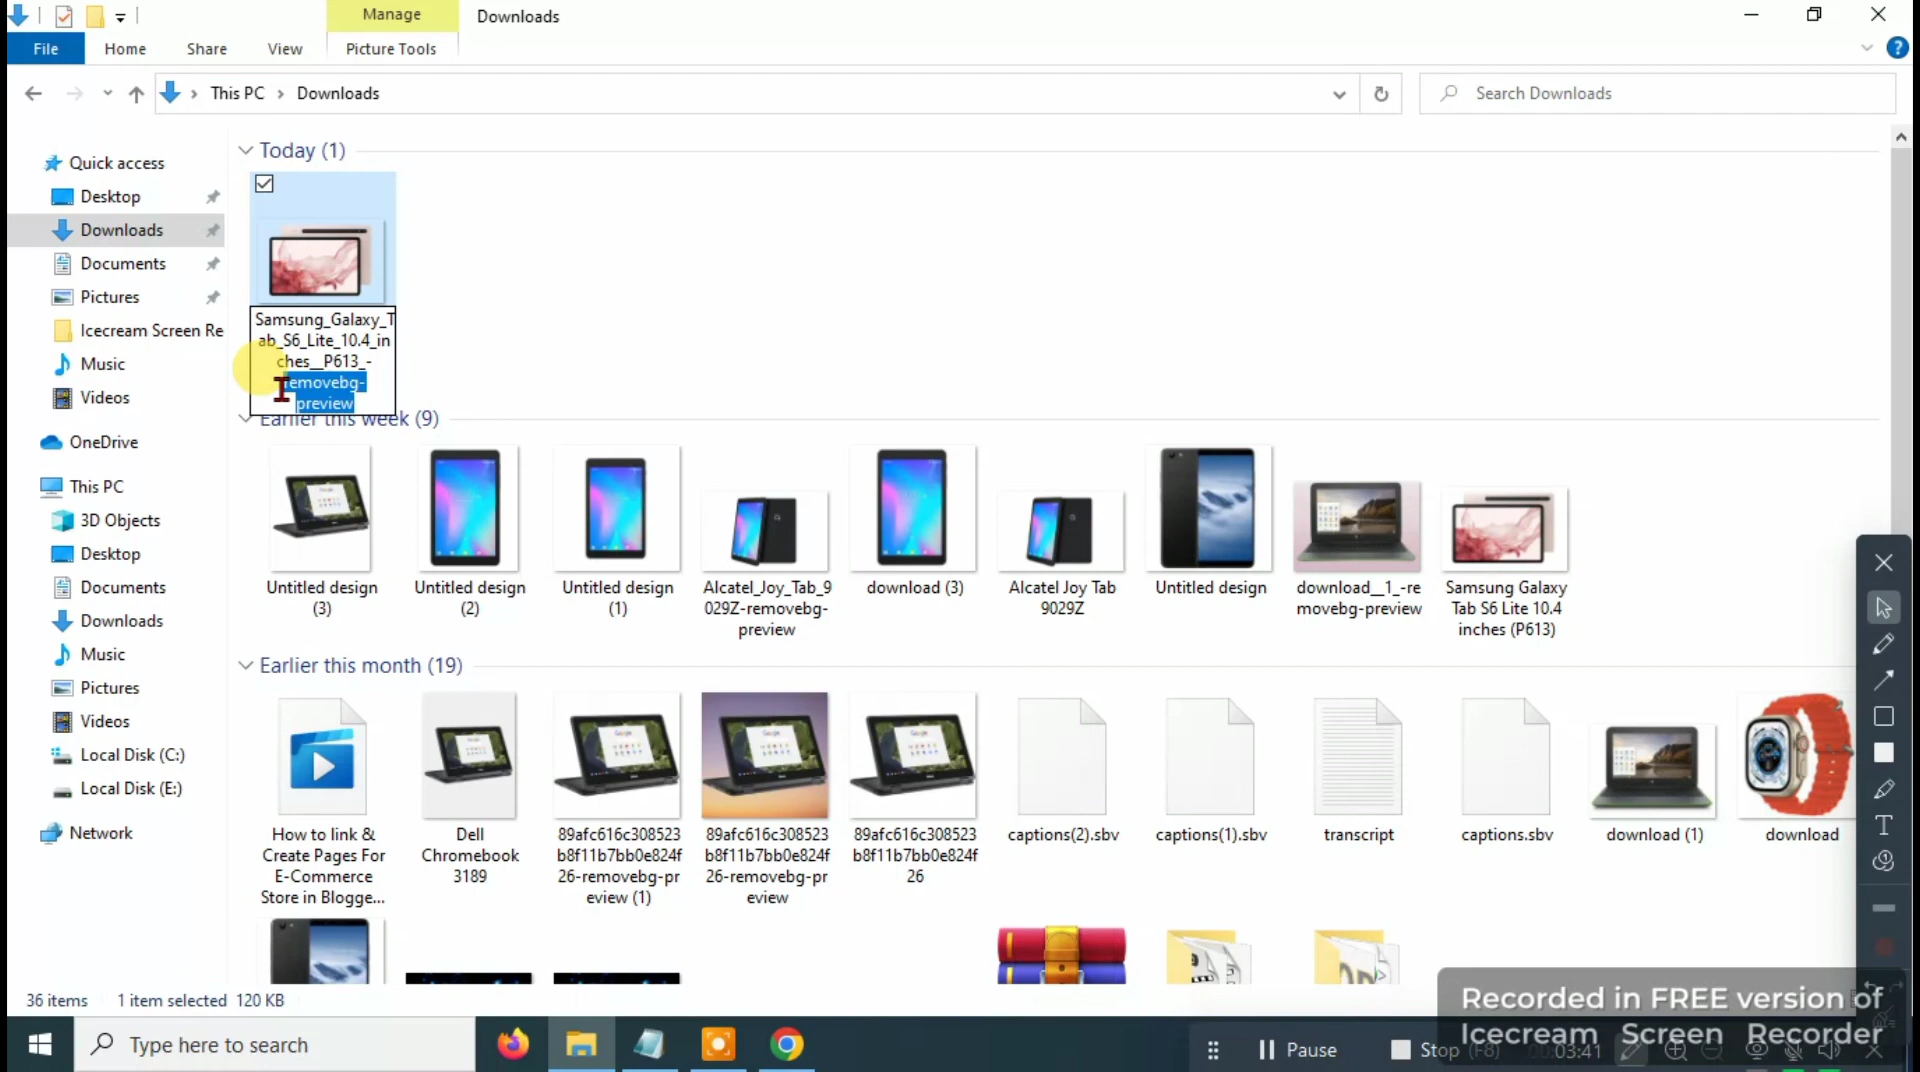 Manage
Downloads
File
Home
Share
View
Picture Tools
This PC
Downloads
Search Downloads
Quick access
Desktop
Downloads
Documents
Pictures
Icecream Screen Re
Music
Videos
OneDrive
This PC
3D Objects
Desktop
Documents
Downloads
Music
Pictures
Videos
Local Disk (C:)
Local Disk (E:)
Network
Today (1)
Samsung_Galaxy_T
ab_S6_Lite_10.4_in
ches__P613_-
removebg-
preview
Earlier this week (9)
Untitled design
(3)
Untitled design
(2)
Untitled design
(1)
Alcatel_Joy_Tab_9
029Z-removebg-
preview
download (3)
Alcatel Joy Tab
9029Z
Untitled design
download__1_-re
movebg-preview
Samsung Galaxy
Tab S6 Lite 10.4
inches (P613)
Earlier this month (19)
How to link &
Create Pages For
E-Commerce
Store in Blogge...
Dell
Chromebook
3189
89afc616c308523
b8f11b7bb0e824f
26-removebg-pr
eview (1)
89afc616c308523
b8f11b7bb0e824f
26-removebg-pr
eview
89afc616c308523
b8f11b7bb0e824f
26
captions(2).sbv
captions(1).sbv
transcript
captions.sbv
download (1)
download
36 items
1 item selected 120 KB
Recorded in FREE version of
Icecream Screen Recorder
Type here to search
Pause
Stop (F8)
00:03:41